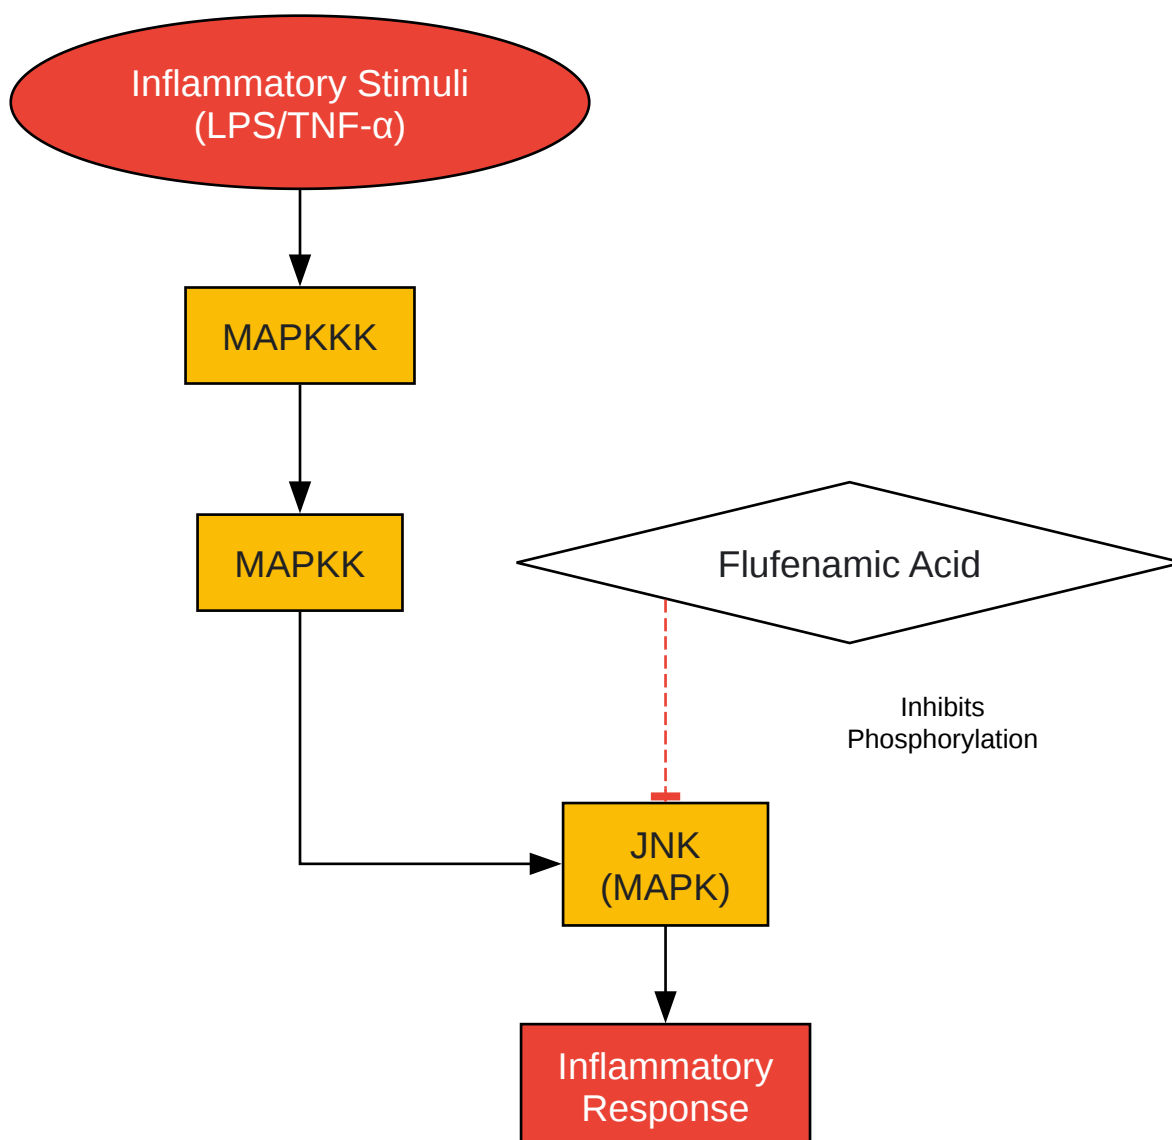 Inflammatory Stimuli
(LPS/TNF-α)
MAPKKK
MAPKK
Flufenamic Acid
Inhibits
Phosphorylation
JNK
(MAPK)
Inflammatory
Response